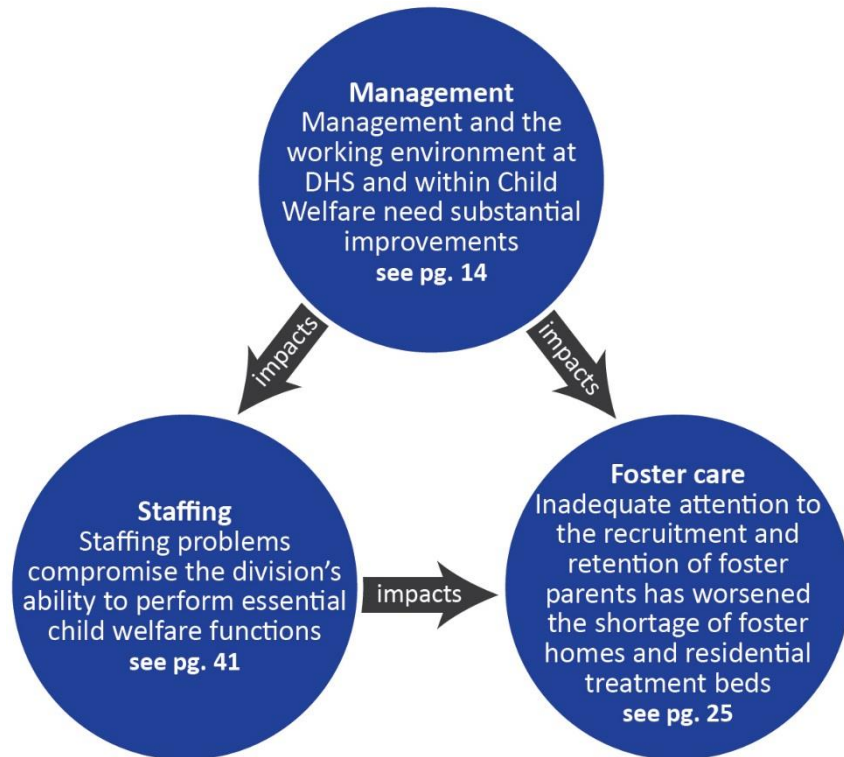 Management
Management and the
working environment at
DHS and within Child
Welfare need substantial
improvements
see pg. 14
impacts
impacts
Staffing
Staffing problems
compromise the division’s
ability to perform essential
child welfare functions
see pg. 41
impacts
Foster care
Inadequate attention to
the recruitment and
retention of foster
parents has worsened
the shortage of foster
homes and residential
treatment beds
see pg. 25